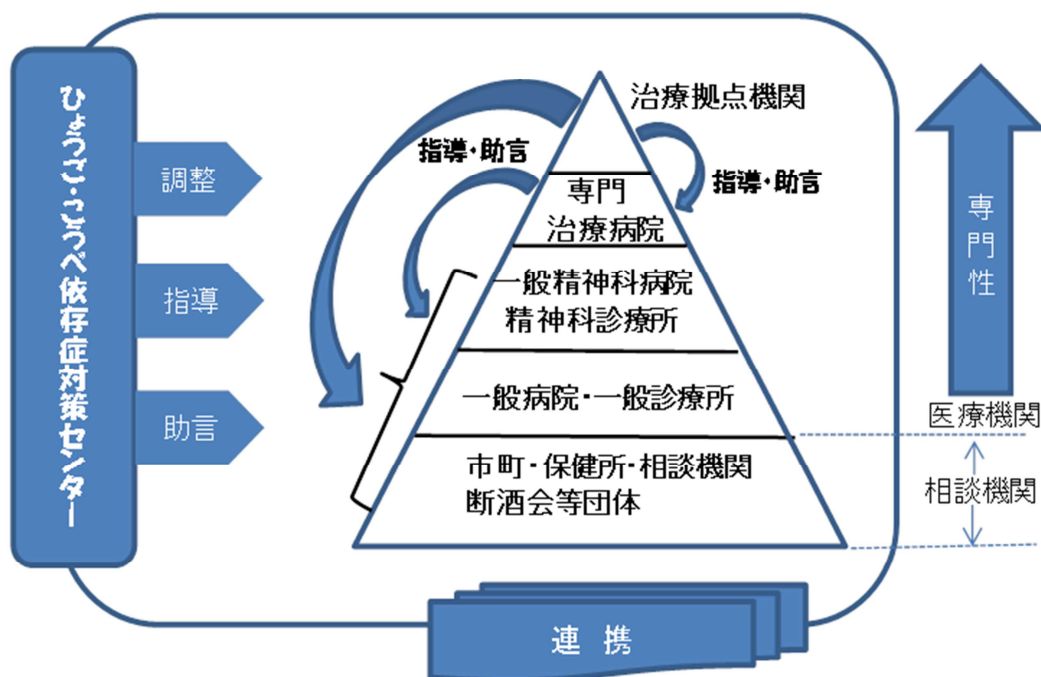 ひょうご・こうべ依存症対策センター
調整
指導
助言
治療拠点機関
指導・助言
指導・助言
専門
治療病院
一般精神科病院
精神科診療所
一般病院・一般診療所
市町・保健所・相談機関
断酒会等団体
専門性
医療機関
相談機関
連携